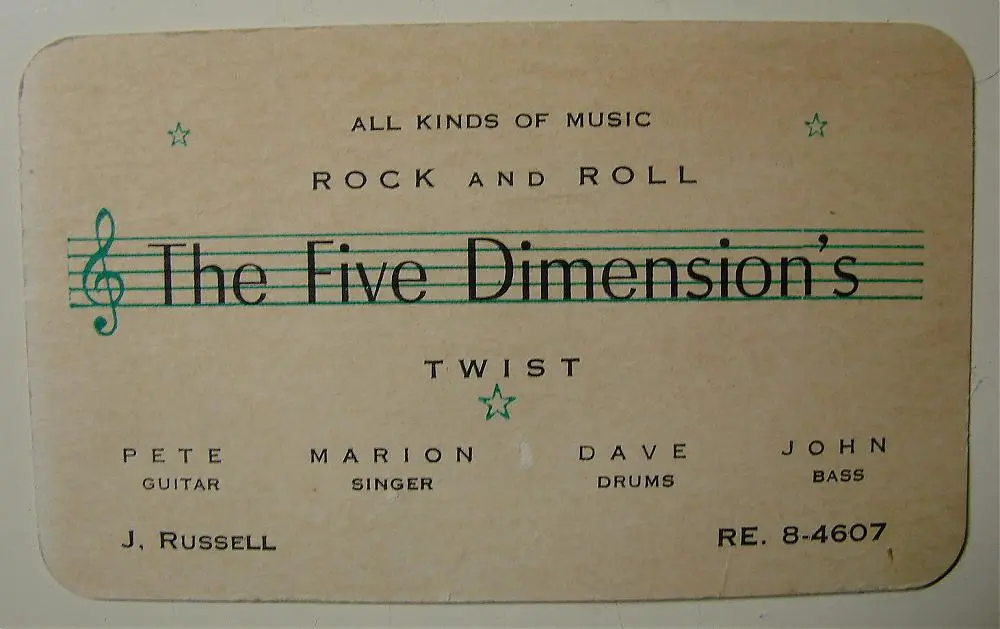 ALL KINDS OF MUSIC
ROCK AND ROLL
The Five Dimension's
TWIST
PETE MARION DAVE JOHN
GUITAR SINGER DRUMS BASS
J. RUSSELL RE. 8-4607